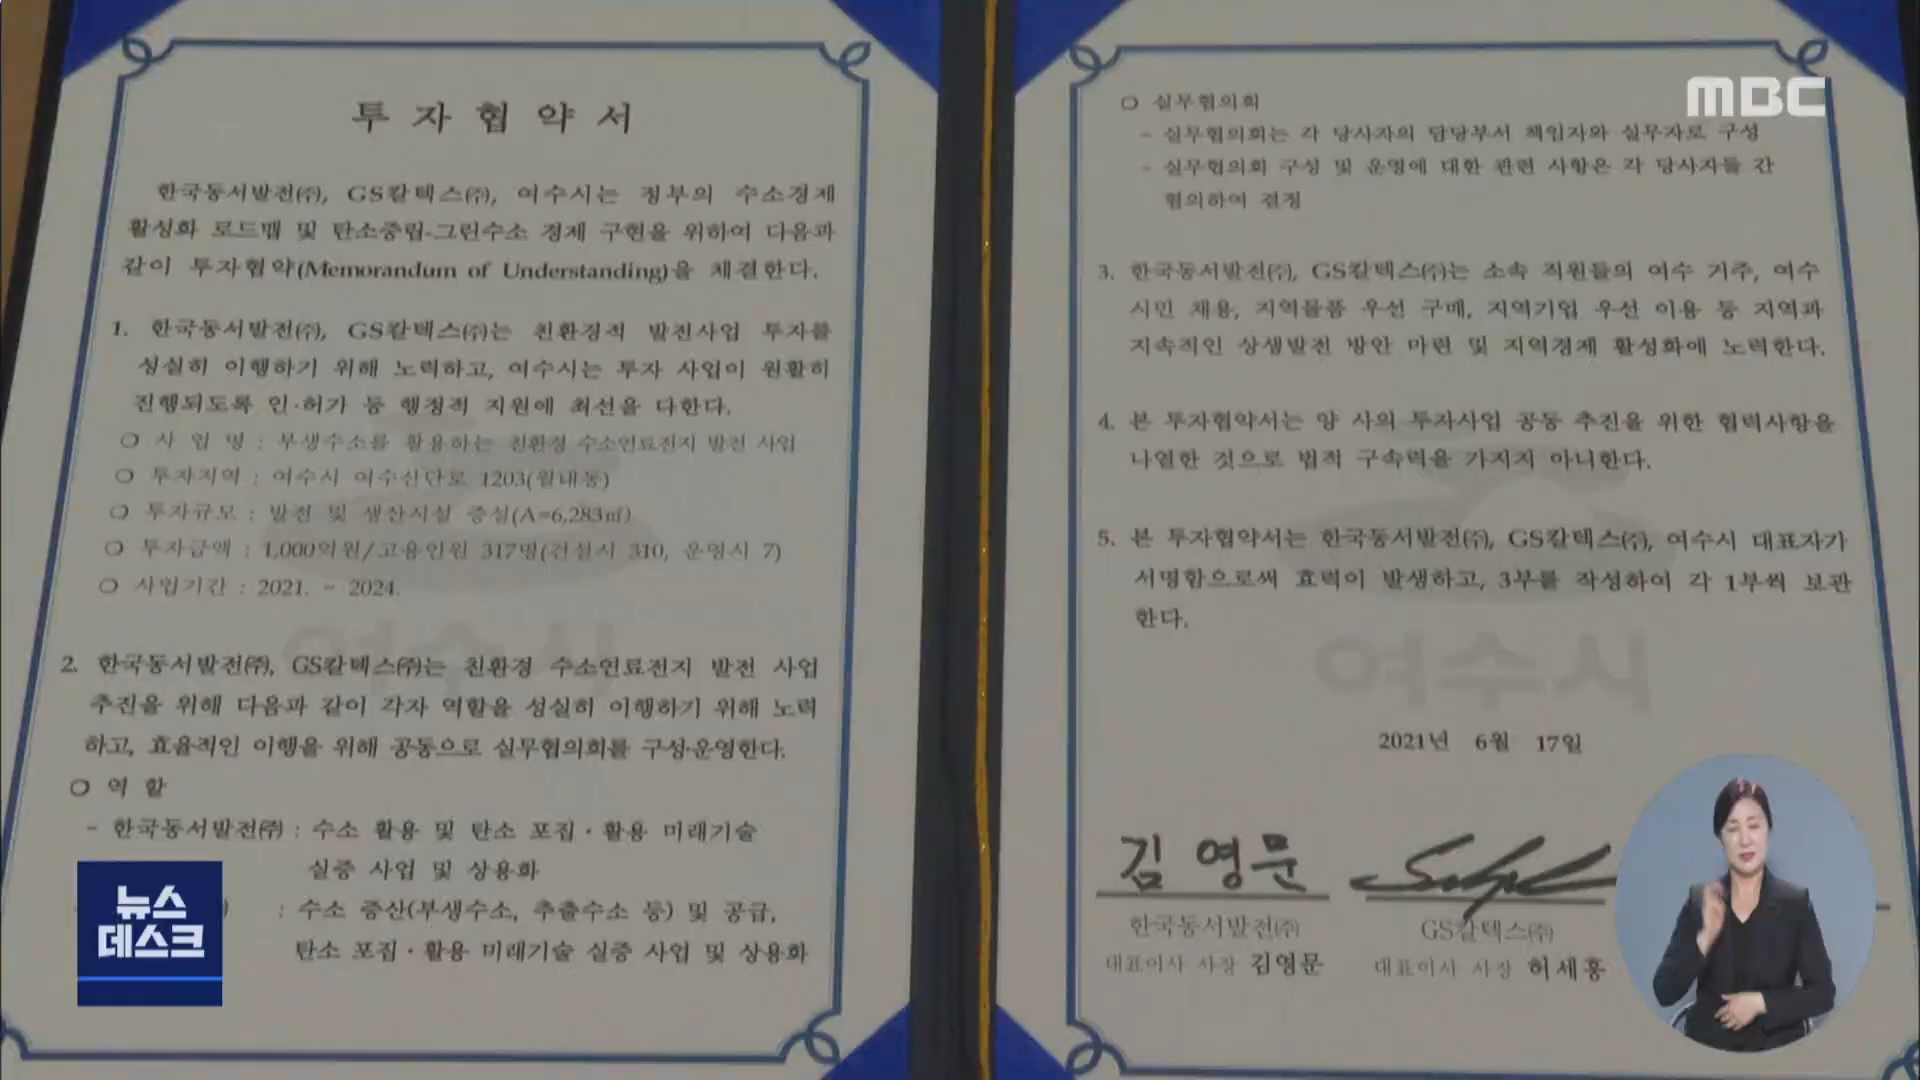 투 자 협 약 서
한국동서발전㈜, GS칼텍스㈜, 여수시는 정부의 수소경제
활성화 로드맵 및 탄소중립-그린수소 경제 구현을 위하여 다음과
같이 투자협약(Memorandum of Understanding)을 체결한다.
1. 한국동서발전㈜, GS칼텍스㈜는 친환경적 발전사업 투자를
성실히 이행하기 위해 노력하고, 여수시는 투자 사업이 원활히
진행되도록 인·허가 등 행정적 지원에 최선을 다한다.
○ 사 업 명 : 부생수소를 활용하는 친환경 수소연료전지 발전 사업
○ 투자지역 : 여수시 여수산단로 1203(월내동)
○ 투자규모 : 발전 및 생산시설 증설(A=6,283㎡)
○ 투자금액 : 1,000억원/고용인원 317명(건설시 310, 운영시 7)
○ 사업기간 : 2021. ~ 2024.
2. 한국동서발전㈜, GS칼텍스㈜는 친환경 수소연료전지 발전 사업
추진을 위해 다음과 같이 각자 역할을 성실히 이행하기 위해 노력
하고, 효율적인 이행을 위해 공동으로 실무협의회를 구성·운영한다.
○ 역 할
- 한국동서발전㈜ : 수소 활용 및 탄소 포집·활용 미래기술
실증 사업 및 상용화
: 수소 증산(부생수소, 추출수소 등) 및 공급,
탄소 포집·활용 미래기술 실증 사업 및 상용화
뉴스
데스크
MBC
○ 실무협의회
- 실무협의회는 각 당사자의 담당부서 책임자와 실무자로 구성
- 실무협의회 구성 및 운영에 대한 관련 사항은 각 당사자들 간
협의하여 결정
3. 한국동서발전㈜, GS칼텍스㈜는 소속 직원들의 여수 거주, 여수
시민 채용, 지역물품 우선 구매, 지역기업 우선 이용 등 지역과
지속적인 상생발전 방안 마련 및 지역경제 활성화에 노력한다.
4. 본 투자협약서는 양 사의 투자사업 공동 추진을 위한 협력사항을
나열한 것으로 법적 구속력을 가지지 아니한다.
5. 본 투자협약서는 한국동서발전㈜, GS칼텍스㈜, 여수시 대표자가
서명함으로써 효력이 발생하고, 3부를 작성하여 각 1부씩 보관
한다.
여수시
여수시
2021년 6월 17일
김 영문
한국동서발전㈜
대표이사 사장 김영문
GS칼텍스㈜
대표이사 사장 허세홍